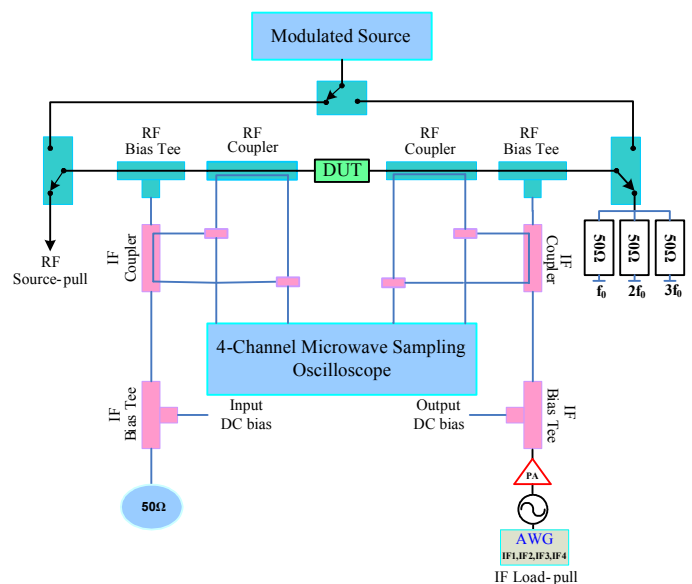 Modulated Source
RF
Bias Tee
RF
Coupler
DUT
RF
Coupler
RF
Bias Tee
RF
Source-pull
IF
Coupler
IF
Coupler
50Ω
50Ω
50Ω
f0
2f0
3f0
4-Channel Microwave Sampling
Oscilloscope
IF
Bias Tee
Input
DC bias
Output
DC bias
IF
Bias Tee
50Ω
PA
AWG
IF1,IF2,IF3,IF4
IF Load-pull